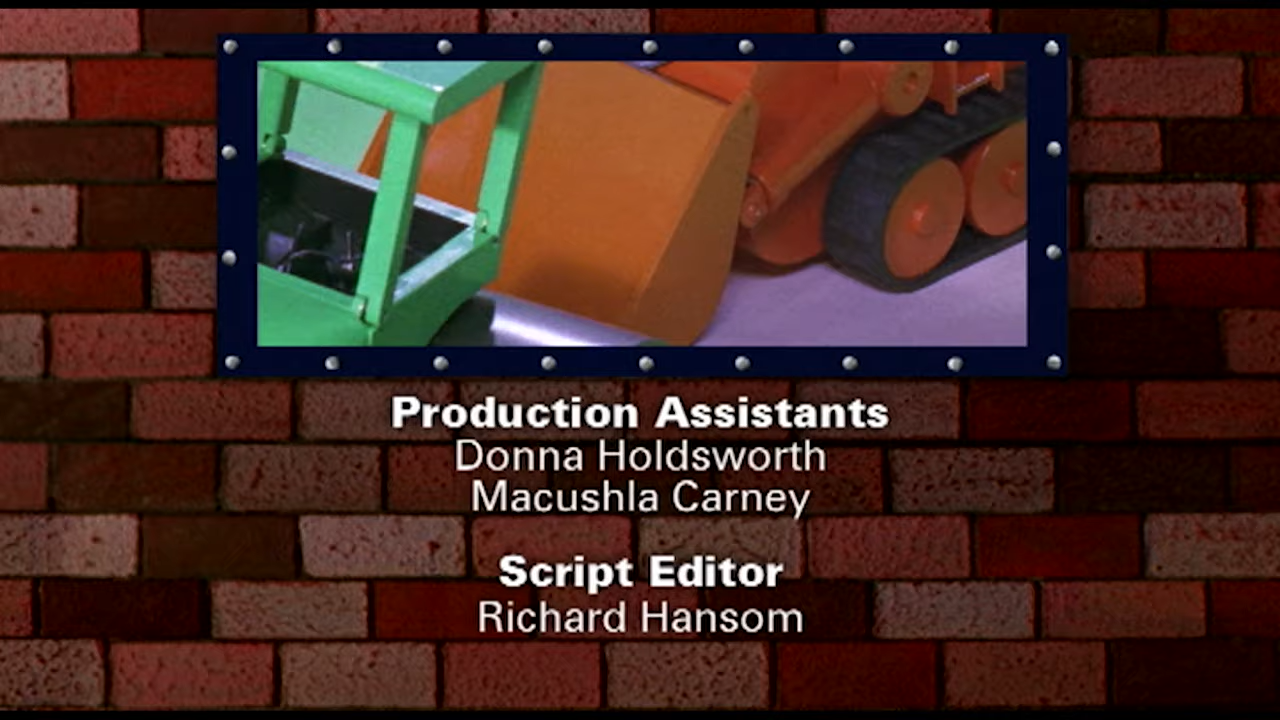 Production Assistants
Donna Holdsworth
Macushla Carney
Script Editor
Richard Hansom